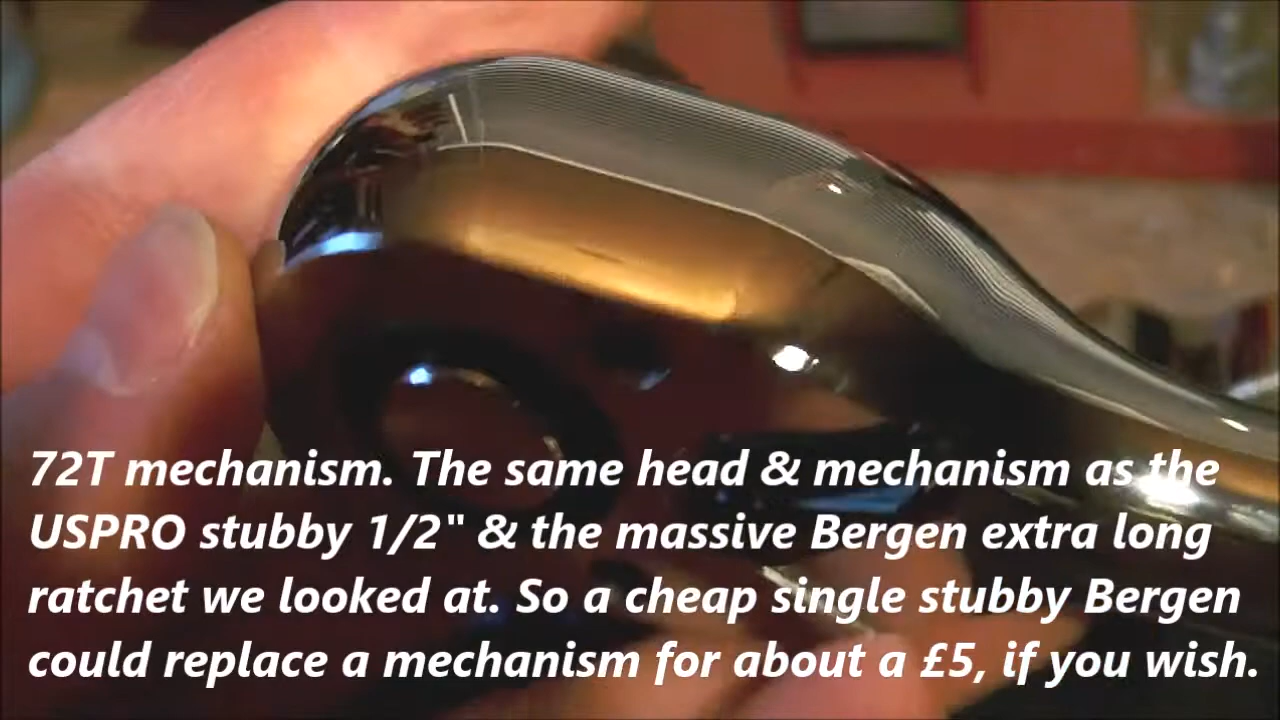 72T mechanism. The same head & mechanism as the
USPRO stubby 1/2" & the massive Bergen extra long
ratchet we looked at. So a cheap single stubby Bergen
could replace a mechanism for about a £5, if you wish.